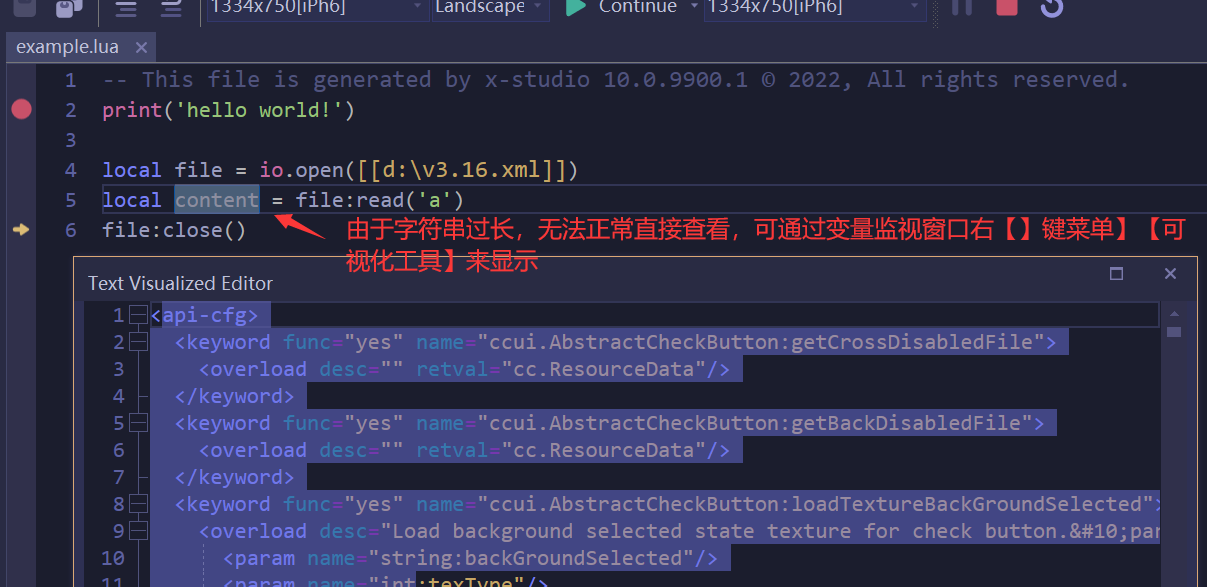 1334x750[iPh6] Landscape Continue 1334x750[iPh6]
example.lua
1 -- This file is generated by x-studio 10.0.9900.1 © 2022, All rights reserved.
2 print('hello world!')
3
4 local file = io.open([[d:\v3.16.xml]])
5 local content = file:read('a')
6 file:close()
由于字符串过长，无法正常直接查看，可通过变量监视窗口右【】键菜单】【可
视化工具】来显示
Text Visualized Editor
1 <api-cfg>
2 <keyword func="yes" name="ccui.AbstractCheckButton:getCrossDisabledFile">
3 <overload desc="" retval="cc.ResourceData"/>
4 </keyword>
5 <keyword func="yes" name="ccui.AbstractCheckButton:getBackDisabledFile">
6 <overload desc="" retval="cc.ResourceData"/>
7 </keyword>
8 <keyword func="yes" name="ccui.AbstractCheckButton:loadTextureBackGroundSelected">
9 <overload desc="Load background selected state texture for check button.&#10;par
10 <param name="string:backGroundSelected"/>
11 <param name="int:texType"/>